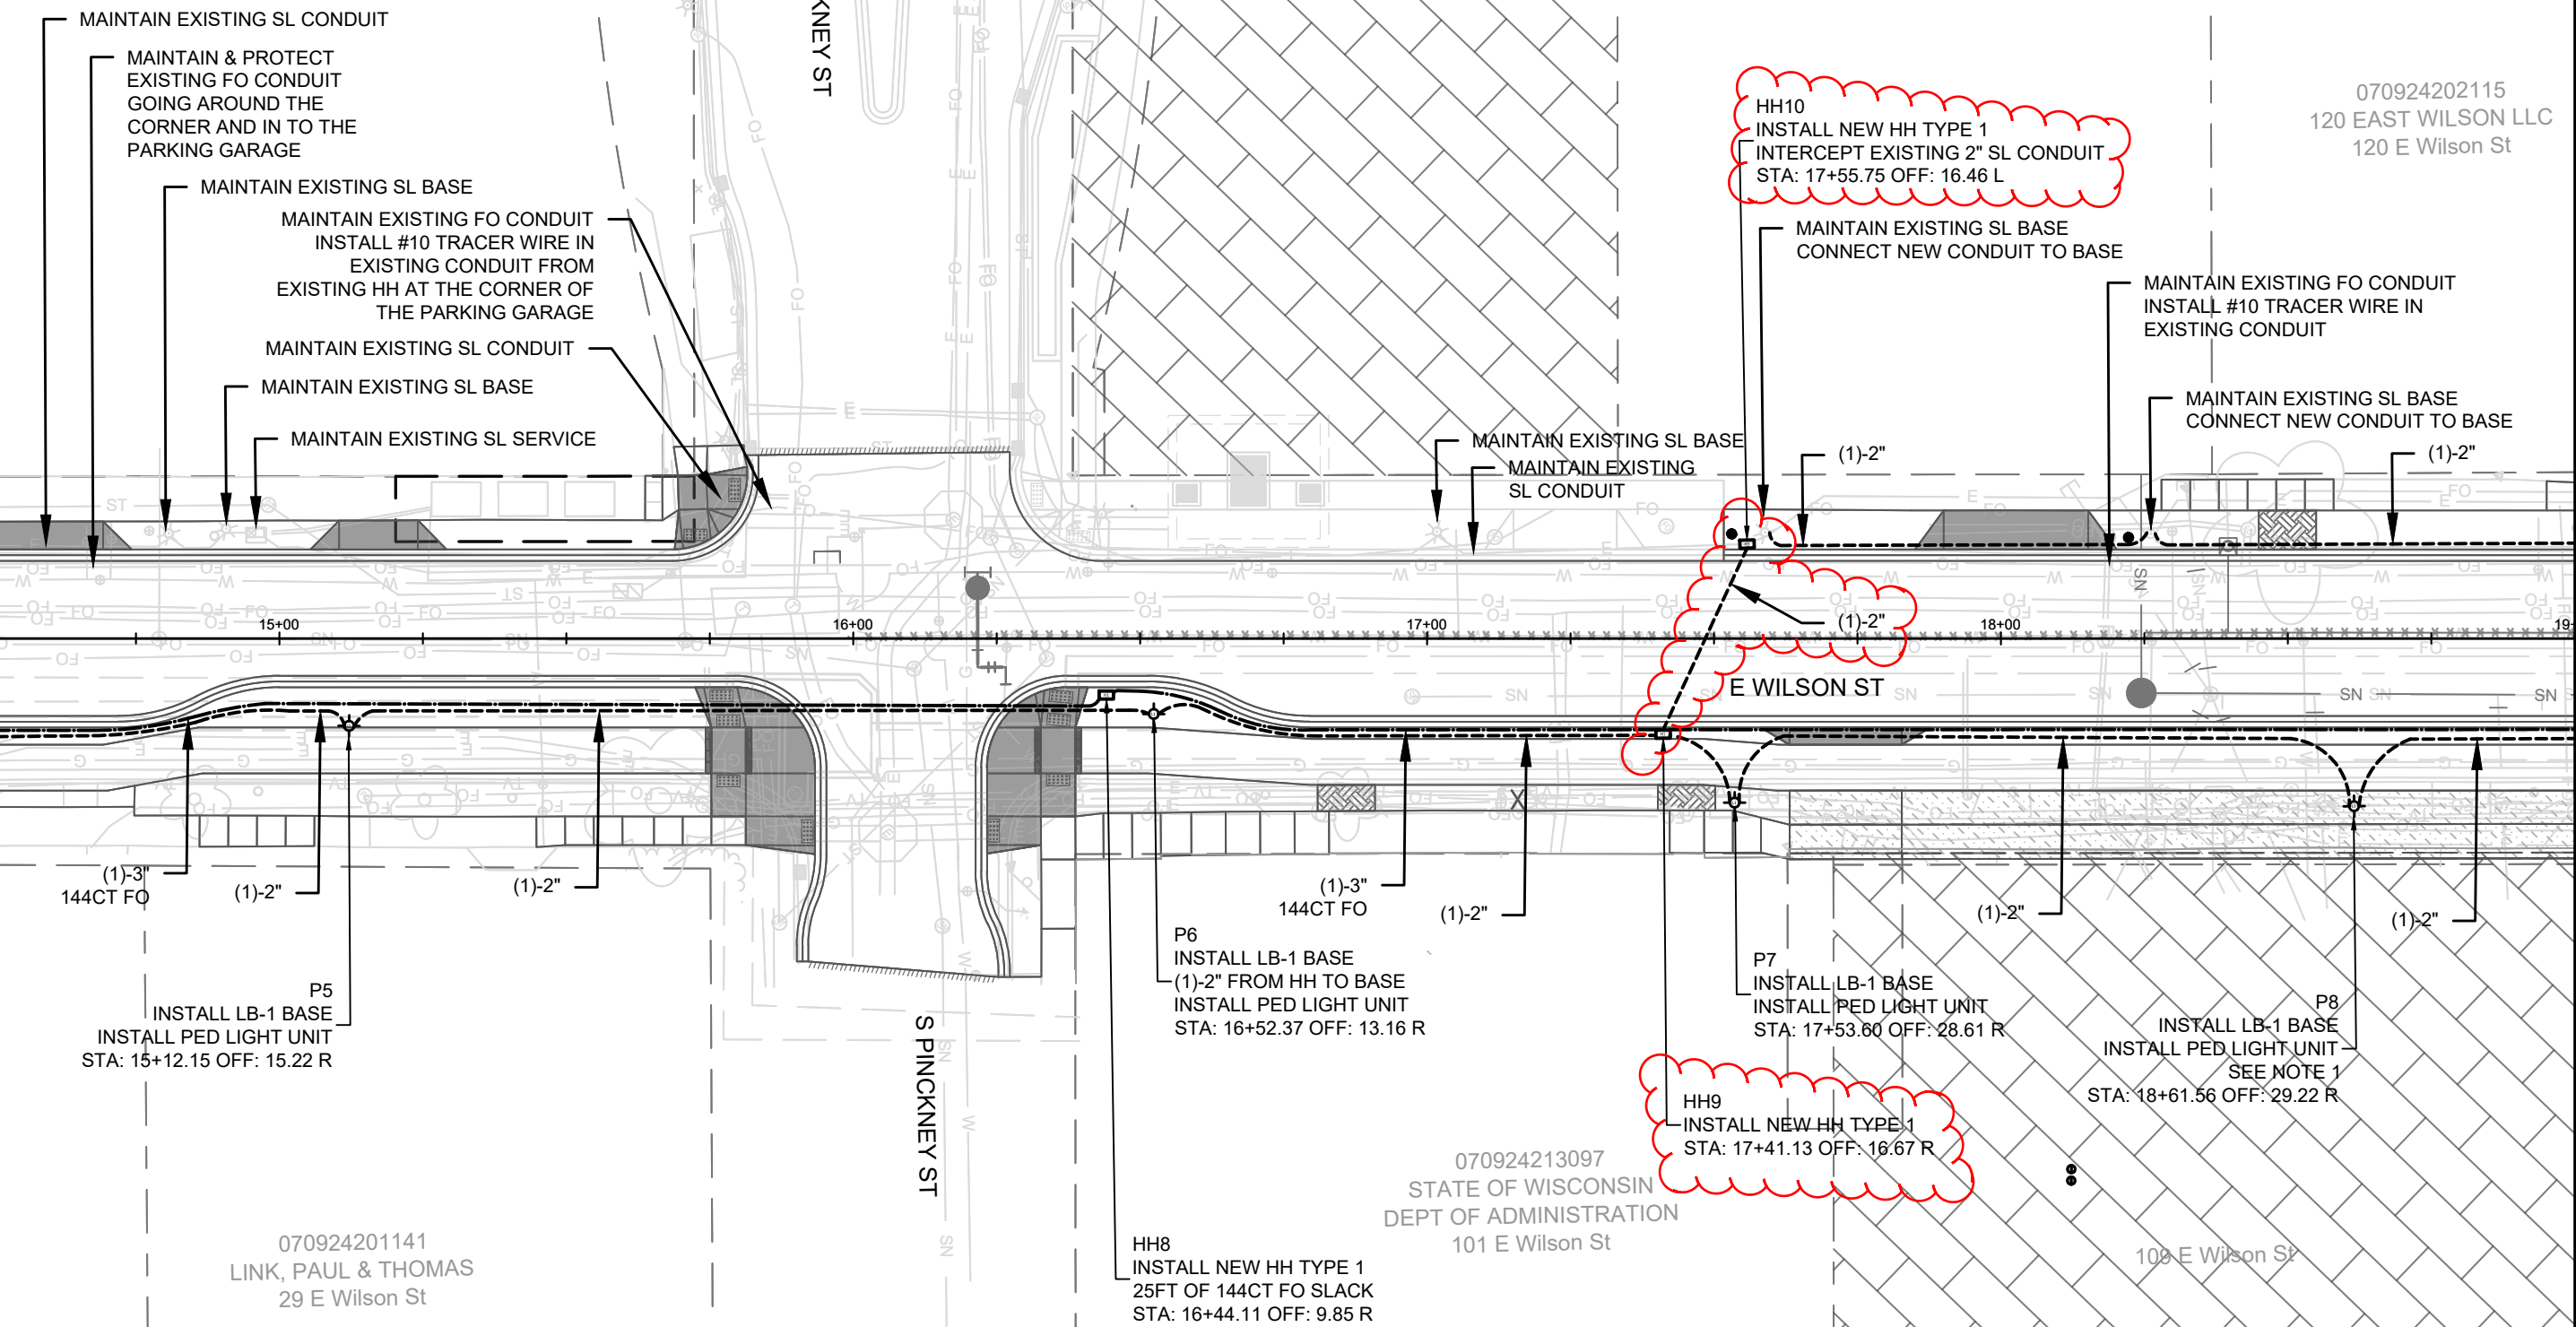 MAINTAIN EXISTING SL CONDUIT
MAINTAIN & PROTECT
EXISTING FO CONDUIT
GOING AROUND THE
CORNER AND IN TO THE
PARKING GARAGE
MAINTAIN EXISTING SL BASE
MAINTAIN EXISTING FO CONDUIT
INSTALL #10 TRACER WIRE IN
EXISTING CONDUIT FROM
EXISTING HH AT THE CORNER OF
THE PARKING GARAGE
MAINTAIN EXISTING SL CONDUIT
MAINTAIN EXISTING SL BASE
MAINTAIN EXISTING SL SERVICE
KNEY ST
HH10
INSTALL NEW HH TYPE 1
INTERCEPT EXISTING 2" SL CONDUIT
STA: 17+55.75 OFF: 16.46 L
MAINTAIN EXISTING SL BASE
CONNECT NEW CONDUIT TO BASE
070924202115
120 EAST WILSON LLC
120 E Wilson St
MAINTAIN EXISTING FO CONDUIT
INSTALL #10 TRACER WIRE IN
EXISTING CONDUIT
MAINTAIN EXISTING SL BASE
CONNECT NEW CONDUIT TO BASE
MAINTAIN EXISTING SL BASE
MAINTAIN EXISTING
SL CONDUIT
(1)-2"
(1)-2"
(1)-2"
15+00
16+00
17+00
18+00
19+
E WILSON ST
(1)-3"
144CT FO
(1)-2"
(1)-2"
(1)-3"
144CT FO
(1)-2"
(1)-2"
(1)-2"
P5
INSTALL LB-1 BASE
INSTALL PED LIGHT UNIT
STA: 15+12.15 OFF: 15.22 R
P6
INSTALL LB-1 BASE
(1)-2" FROM HH TO BASE
INSTALL PED LIGHT UNIT
STA: 16+52.37 OFF: 13.16 R
P7
INSTALL LB-1 BASE
INSTALL PED LIGHT UNIT
STA: 17+53.60 OFF: 28.61 R
P8
INSTALL LB-1 BASE
INSTALL PED LIGHT UNIT
SEE NOTE 1
STA: 18+61.56 OFF: 29.22 R
S PINCKNEY ST
HH9
INSTALL NEW HH TYPE 1
STA: 17+41.13 OFF: 16.67 R
070924213097
STATE OF WISCONSIN
DEPT OF ADMINISTRATION
101 E Wilson St
HH8
INSTALL NEW HH TYPE 1
25FT OF 144CT FO SLACK
STA: 16+44.11 OFF: 9.85 R
070924201141
LINK, PAUL & THOMAS
29 E Wilson St
109 E Wilson St